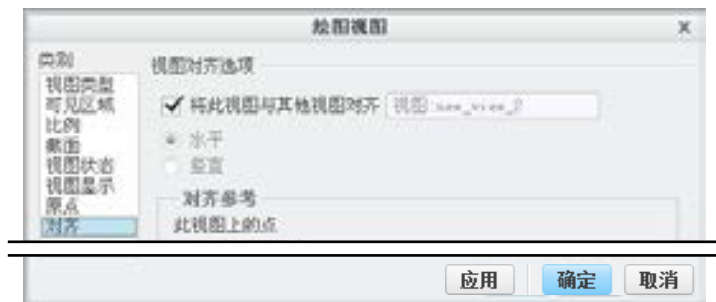 绘图视图
类别
视图类型
可见区域
比例
截面
视图状态
视图显示
原点
对齐
视图对齐选项
将此视图与其他视图对齐 视图:new_view_2
水平
竖直
对齐参考
此视图上的点
应用 确定 取消